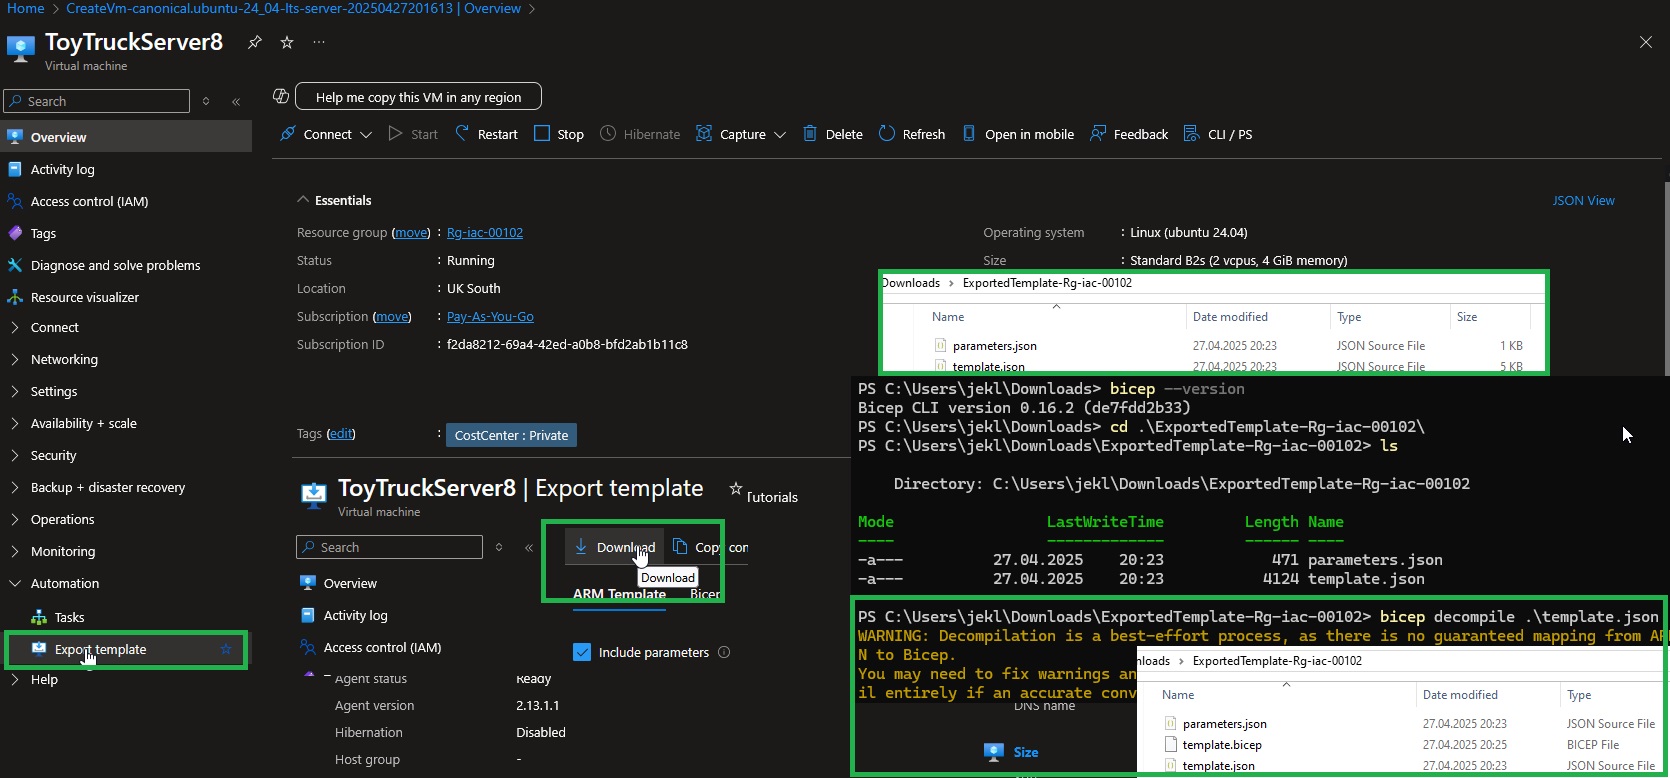 Home > CreateVm-canonical.ubuntu-24_04-lts-server-20250427201613 | Overview >
ToyTruckServer8
Virtual machine
Search
Overview
Activity log
Access control (IAM)
Tags
Diagnose and solve problems
Resource visualizer
Connect
Networking
Settings
Availability + scale
Security
Backup + disaster recovery
Operations
Monitoring
Automation
Tasks
Export template
Help
Help me copy this VM in any region
Connect Start Restart Stop Hibernate Capture Delete Refresh Open in mobile Feedback CLI / PS
Essentials
JSON View
Resource group (move) : Rg-iac-00102
Status : Running
Location : UK South
Subscription (move) : Pay-As-You-Go
Subscription ID : f2da8212-69a4-42ed-a0b8-bfd2ab1b11c8
Operating system : Linux (ubuntu 24.04)
Size : Standard B2s (2 vcpus, 4 GiB memory)
Tags (edit) : CostCenter : Private
Downloads > ExportedTemplate-Rg-iac-00102
Name Date modified Type Size
parameters.json 27.04.2025 20:23 JSON Source File 1 KB
template.json 27.04.2025 20:23 JSON Source File 5 KB
ToyTruckServer8 | Export template
Virtual machine
Tutorials
Search
Download Copy con
Download
ARM Template Bicep
Overview
Activity log
Access control (IAM)
Include parameters
Agent status Ready
Agent version 2.13.1.1
Hibernation Disabled
Host group -
PS C:\Users\jekl\Downloads> bicep --version
Bicep CLI version 0.16.2 (de7fdd2b33)
PS C:\Users\jekl\Downloads> cd .\ExportedTemplate-Rg-iac-00102\
PS C:\Users\jekl\Downloads\ExportedTemplate-Rg-iac-00102> ls
Directory: C:\Users\jekl\Downloads\ExportedTemplate-Rg-iac-00102
Mode LastWriteTime Length Name
---- ------------- ------ ----
-a--- 27.04.2025 20:23 471 parameters.json
-a--- 27.04.2025 20:23 4124 template.json
PS C:\Users\jekl\Downloads\ExportedTemplate-Rg-iac-00102> bicep decompile .\template.json
WARNING: Decompilation is a best-effort process, as there is no guaranteed mapping from AR
N to Bicep.
You may need to fix warnings an
il entirely if an accurate conv
DNS name
Size
nloads > ExportedTemplate-Rg-iac-00102
Name Date modified Type
parameters.json 27.04.2025 20:23 JSON Source File
template.bicep 27.04.2025 20:25 BICEP File
template.json 27.04.2025 20:23 JSON Source File